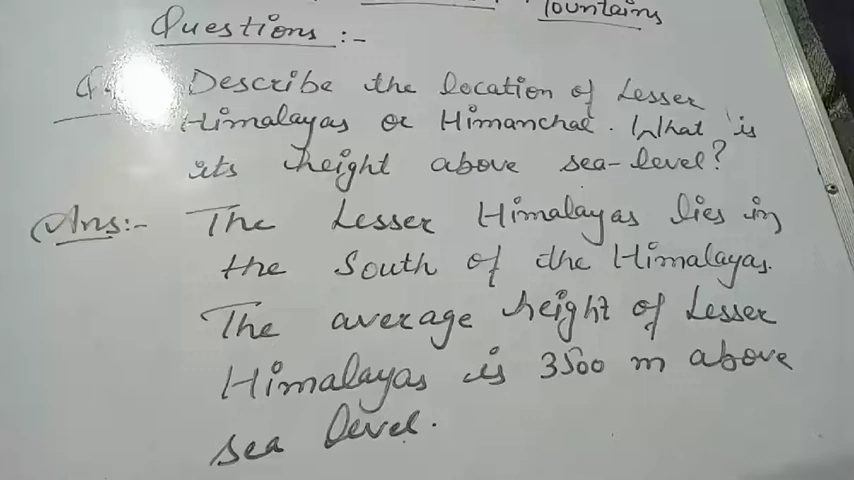 Mountains
Questions :-
Q. Describe the location of Lesser
Himalayas or Himanchal. What is
its height above sea-level?
Ans:- The Lesser Himalayas lies in
the South of the Himalayas.
The average height of Lesser
Himalayas is 3500 m above
sea level.